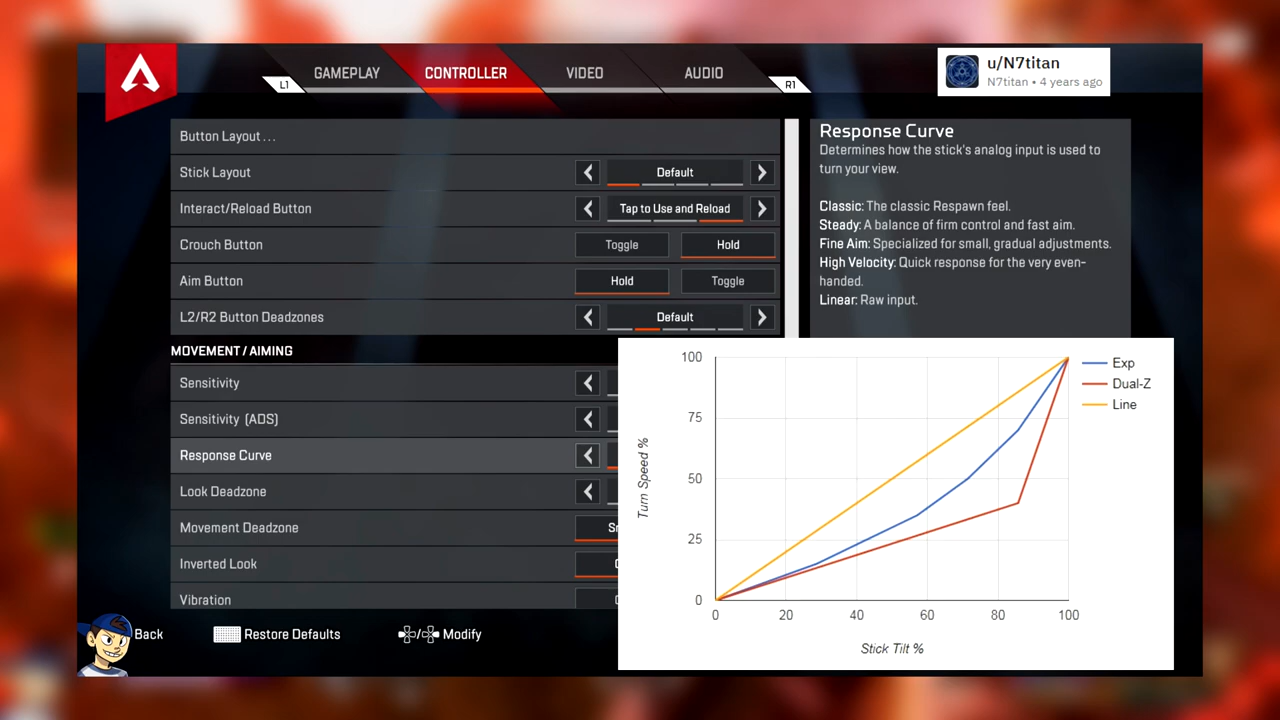 L1
GAMEPLAY
CONTROLLER
VIDEO
AUDIO
R1
u/N7titan
N7titan • 4 years ago
Button Layout...
Stick Layout
Default
Interact/Reload Button
Tap to Use and Reload
Crouch Button
Toggle
Hold
Aim Button
Hold
Toggle
L2/R2 Button Deadzones
Default
MOVEMENT / AIMING
Sensitivity
Sensitivity (ADS)
Response Curve
Look Deadzone
Movement Deadzone
Inverted Look
Vibration
Back
Restore Defaults
/
Modify
Response Curve
Determines how the stick's analog input is used to
turn your view.
Classic: The classic Respawn feel.
Steady: A balance of firm control and fast aim.
Fine Aim: Specialized for small, gradual adjustments.
High Velocity: Quick response for the very even-
handed.
Linear: Raw input.
Turn Speed %
100
75
50
25
0
0
20
40
60
80
100
Stick Tilt %
Exp
Dual-Z
Line